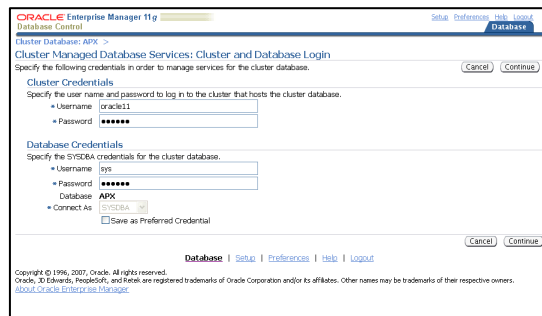 ORACLE Enterprise Manager 11g
Setup Preferences Help Logout
Database Control
Database
Cluster Database: APX >
Cluster Managed Database Services: Cluster and Database Login
Specify the following credentials in order to manage services for the cluster database.
Cancel Continue
Cluster Credentials
Specify the user name and password to log in to the cluster that hosts the cluster database.
* Username oracle11
* Password ••••••
Database Credentials
Specify the SYSDBA credentials for the cluster database.
* Username sys
* Password ••••••
Database APX
* Connect As SYSDBA
Save as Preferred Credential
Cancel Continue
Database | Setup | Preferences | Help | Logout
Copyright © 1996, 2007, Oracle. All rights reserved.
Oracle, JD Edwards, PeopleSoft, and Retek are registered trademarks of Oracle Corporation and/or its affiliates. Other names may be trademarks of their respective owners.
About Oracle Enterprise Manager